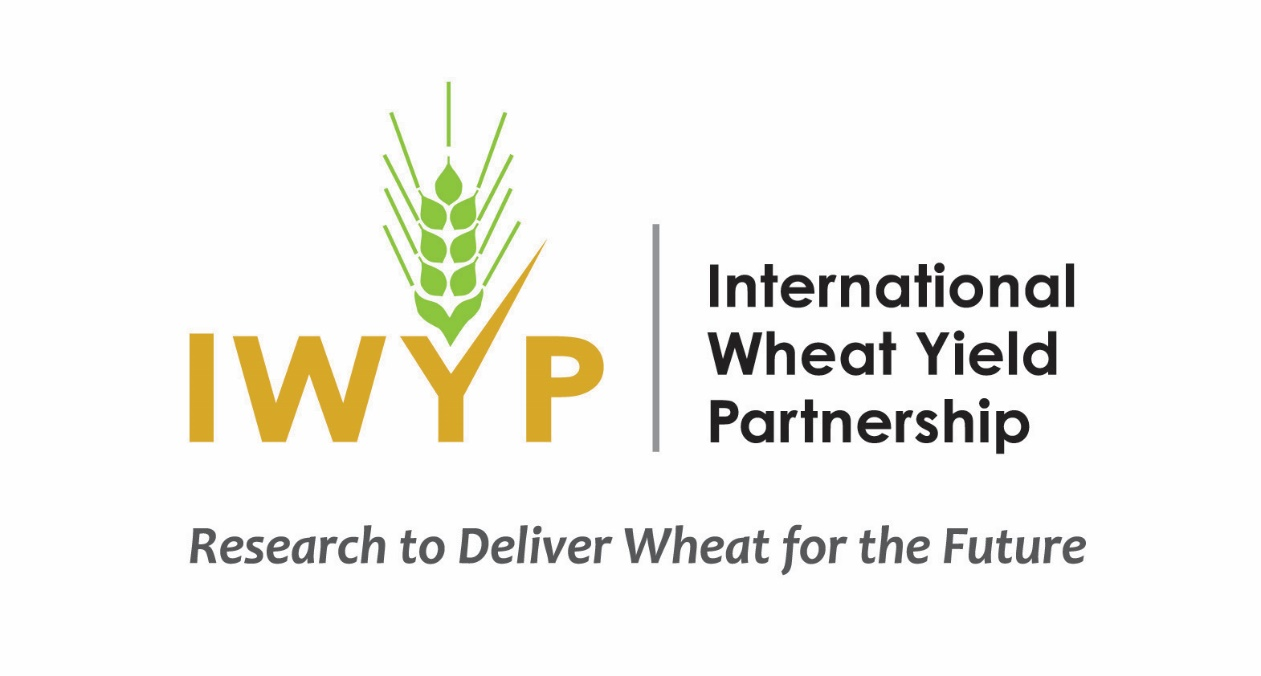 IWYP
International
Wheat Yield
Partnership
Research to Deliver Wheat for the Future